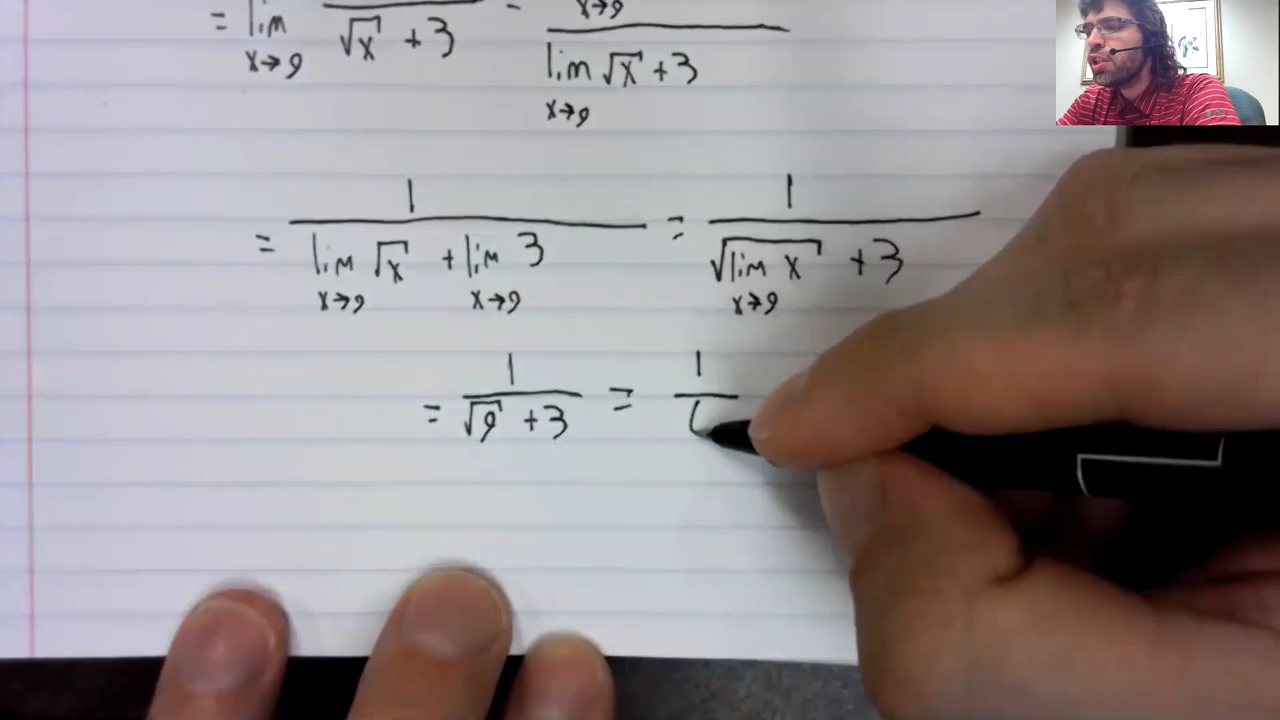 = lim x→9 / √x + 3 = x→9 / lim x→9 √x + 3
= 1 / lim x→9 √x + lim x→9 3 = 1 / √lim x→9 x + 3
= 1 / √9 + 3 = 1 /